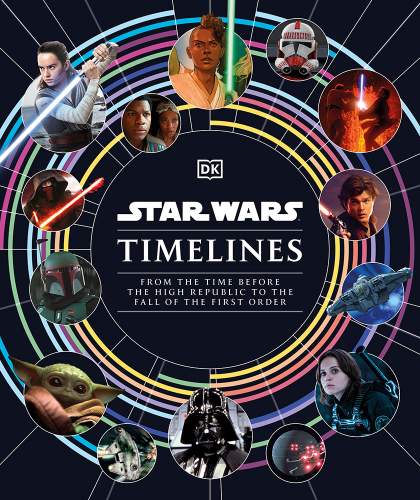 DK
STAR WARS
TIMELINES
FROM THE TIME BEFORE
THE HIGH REPUBLIC TO THE
FALL OF THE FIRST ORDER